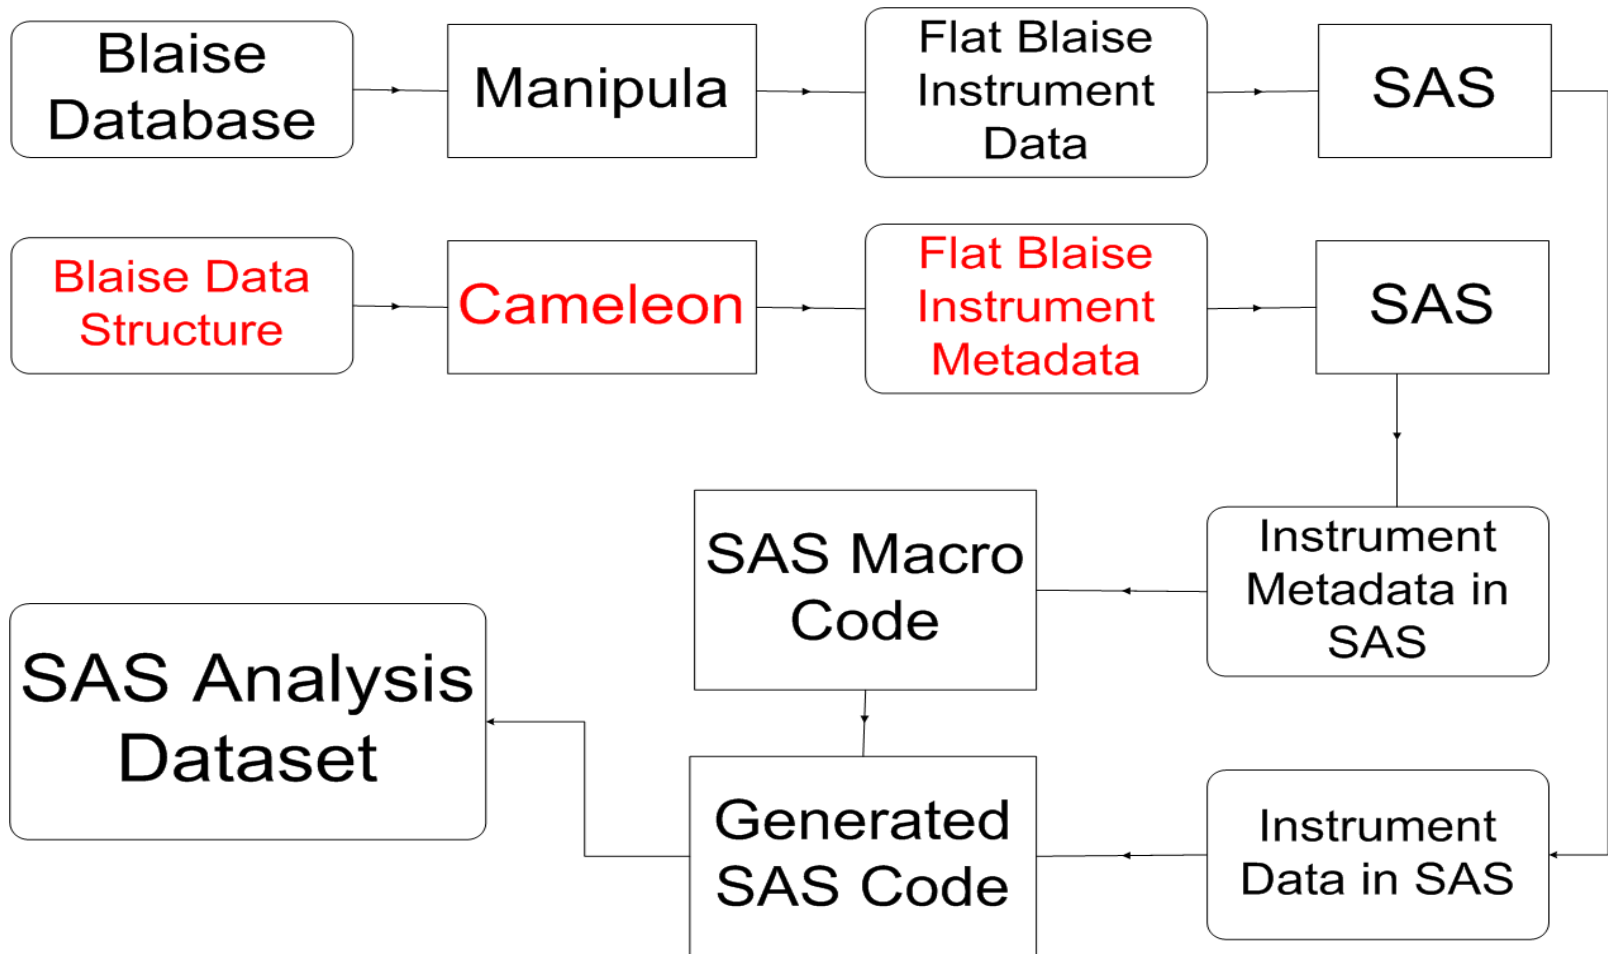 Blaise
Database
Manipula
Flat Blaise
Instrument
Data
SAS
Blaise Data
Structure
Cameleon
Flat Blaise
Instrument
Metadata
SAS
SAS Macro
Code
Instrument
Metadata in
SAS
SAS Analysis
Dataset
Generated
SAS Code
Instrument
Data in SAS